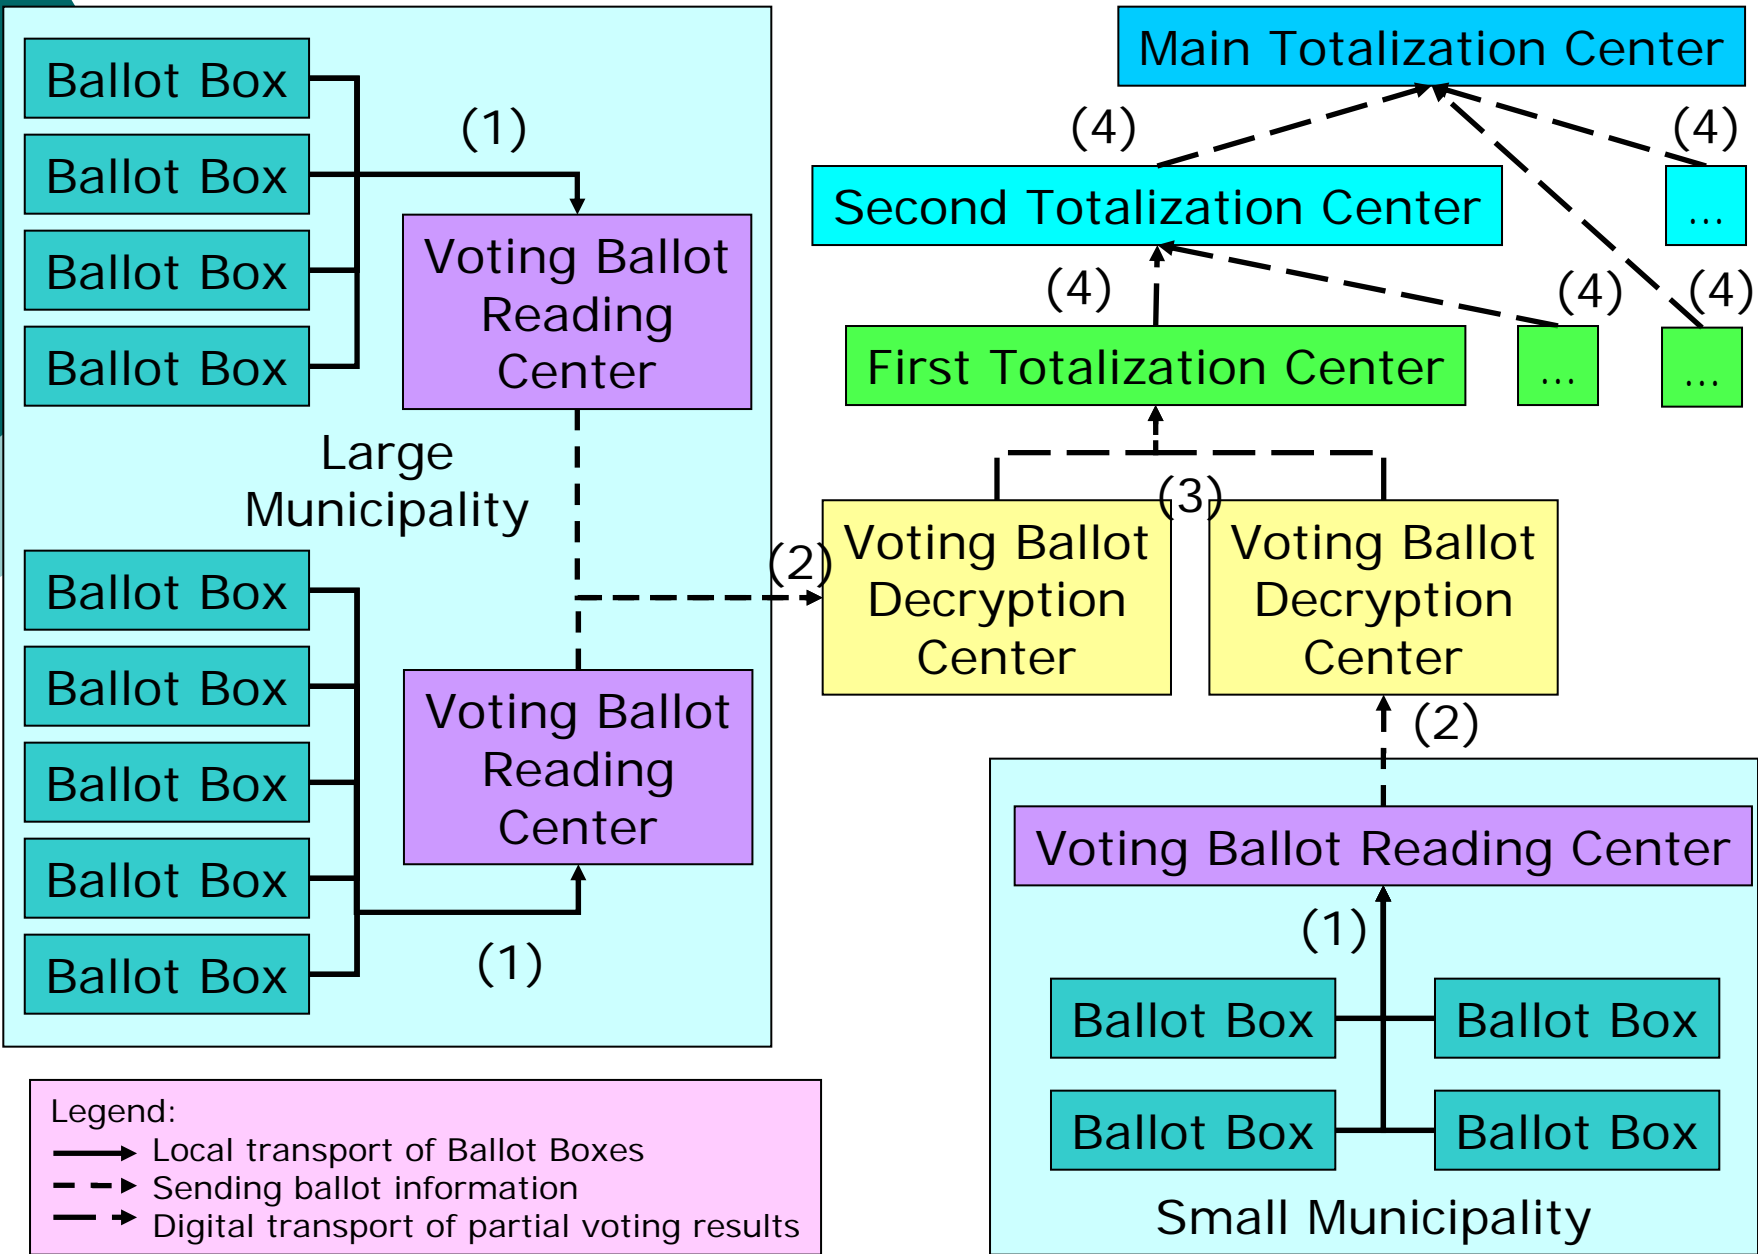 Ballot Box
Ballot Box
Ballot Box
Ballot Box
(1)
Voting Ballot
Reading
Center
Large
Municipality
Ballot Box
Ballot Box
Ballot Box
Ballot Box
Ballot Box
Voting Ballot
Reading
Center
(1)
(2)
Main Totalization Center
(4)
(4)
Second Totalization Center
...
(4)
(4)
(4)
First Totalization Center
...
...
(3)
Voting Ballot
Decryption
Center
Voting Ballot
Decryption
Center
(2)
Voting Ballot Reading Center
(1)
Ballot Box
Ballot Box
Ballot Box
Ballot Box
Small Municipality
Legend:
Local transport of Ballot Boxes
Sending ballot information
Digital transport of partial voting results